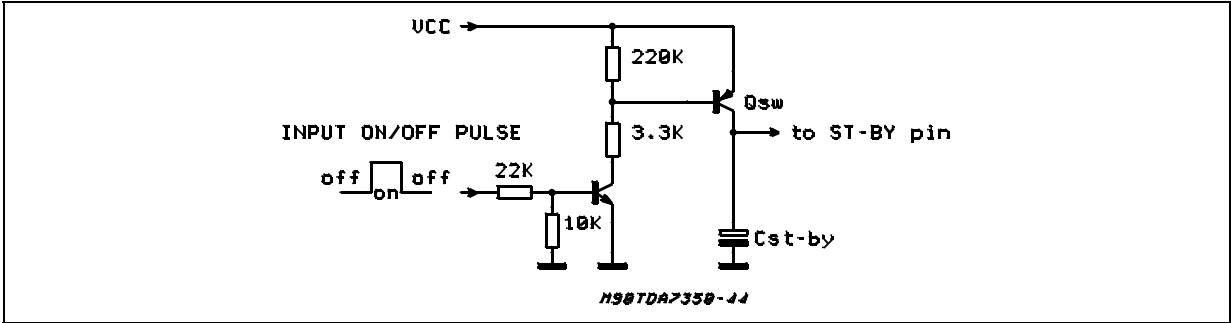 VCC
220K
Qsw
INPUT ON/OFF PULSE
3.3K
to ST-BY pin
off on off
22K
10K
Cst-by
M90TDA7350-44